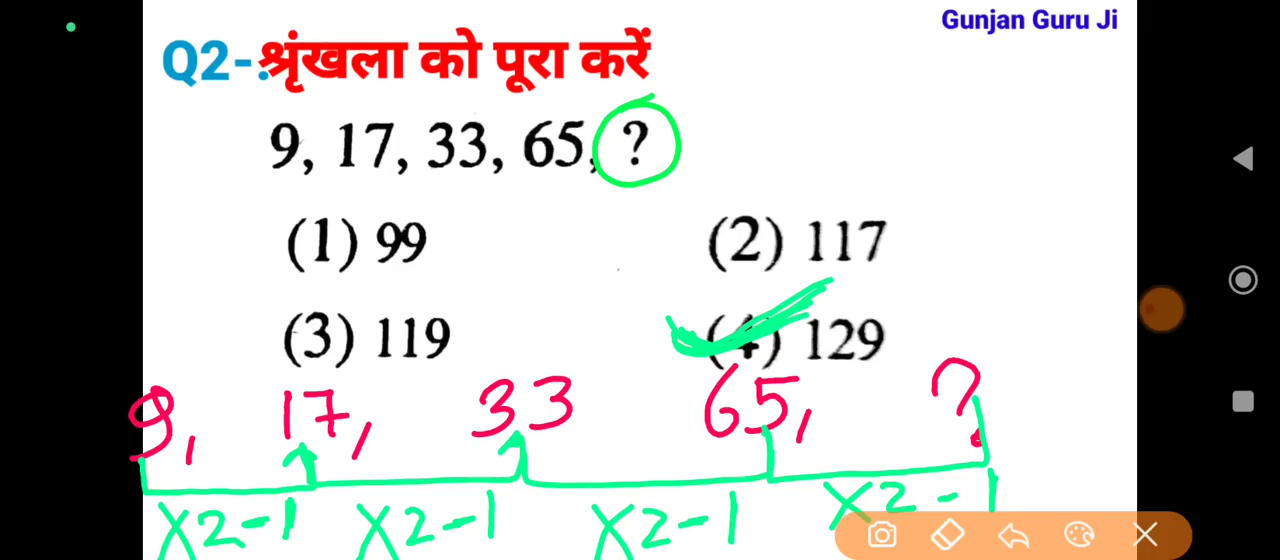 Gunjan Guru Ji
Q2-.श्रृंखला को पूरा करें
9, 17, 33, 65, ?
(1) 99 (2) 117
(3) 119 (4) 129
9, 17, 33 65, ?
x2-1 x2-1 x2-1 x2-1